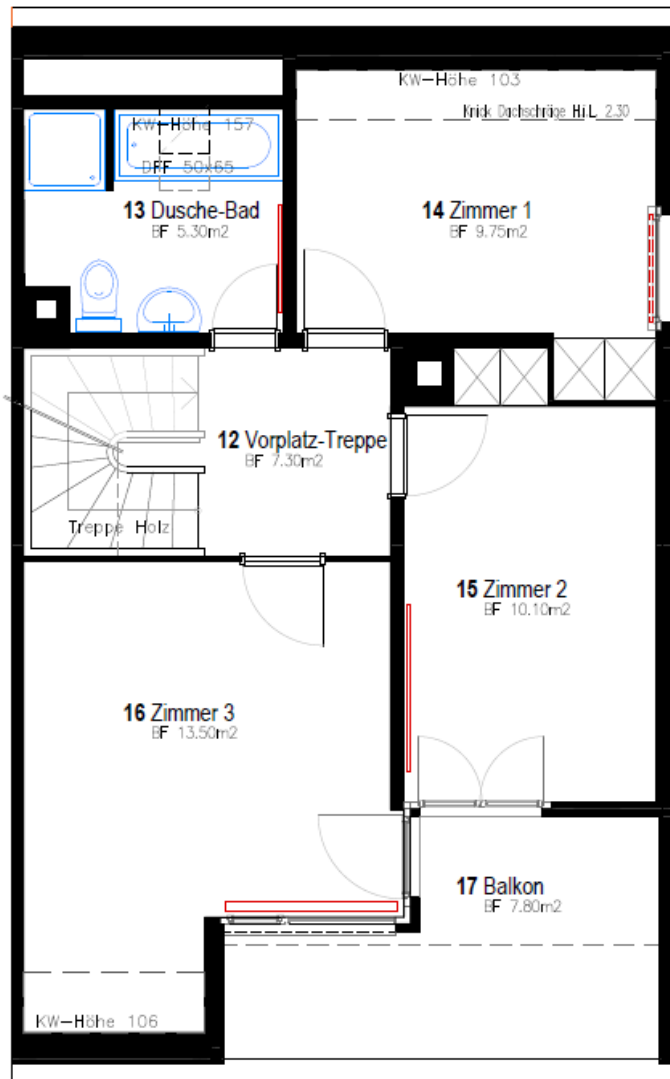 KW-Höhe 103
Knick Dachschräge H.i.L. 2.30
KW-Höhe 157
DFF 50x65
13 Dusche-Bad
BF 5.30m2
14 Zimmer 1
BF 9.75m2
12 Vorplatz-Treppe
BF 7.30m2
Treppe Holz
15 Zimmer 2
BF 10.10m2
16 Zimmer 3
BF 13.50m2
17 Balkon
BF 7.80m2
KW-Höhe 106